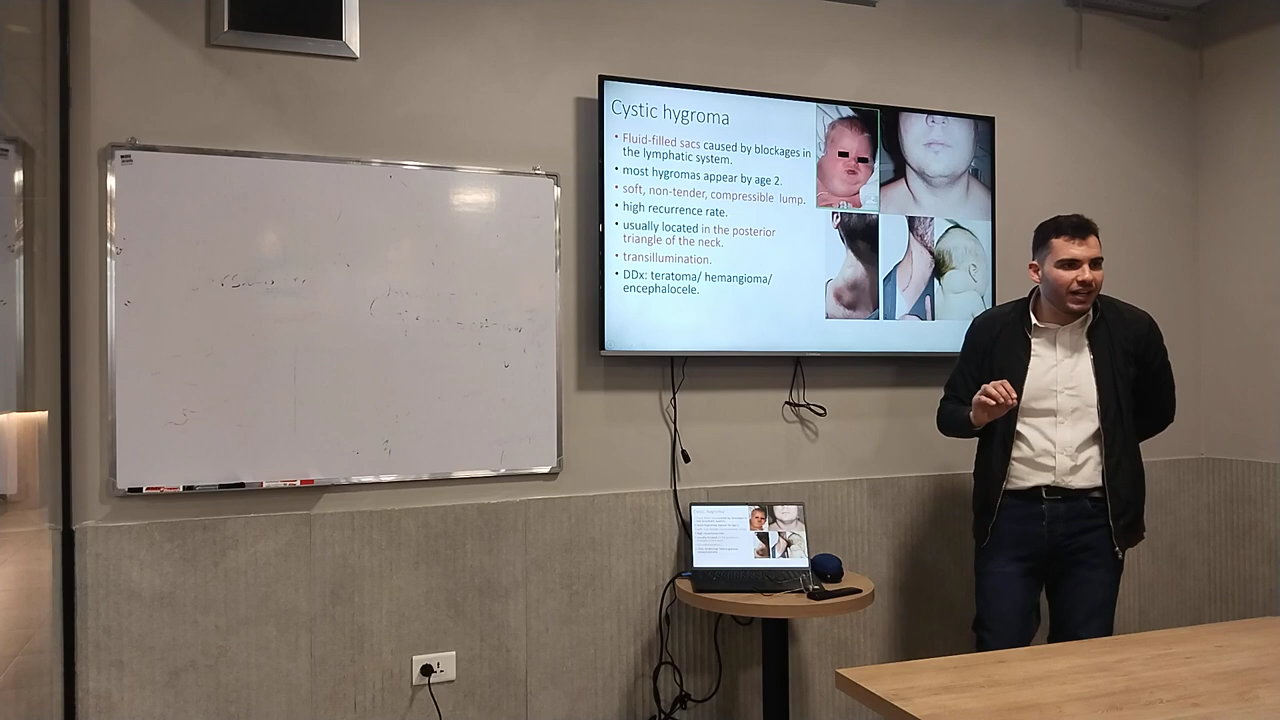 Cystic hygroma
• Fluid-filled sacs caused by blockages in
the lymphatic system.
• most hygromas appear by age 2.
• soft, non-tender, compressible lump.
• high recurrence rate.
• usually located in the posterior
triangle of the neck.
• transillumination.
• DDx: teratoma/ hemangioma/
encephalocele.